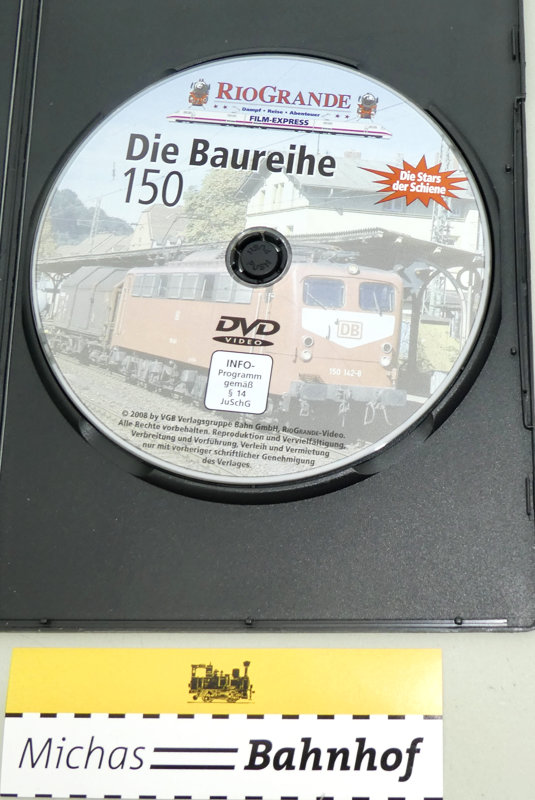 RIOGRANDE
Dampf • Reise • Abenteuer
FILM-EXPRESS
Die Baureihe
150
Die Stars
der Schiene
DB
150 142-8
DVD
VIDEO
INFO-
Programm
gemäß
§ 14
JuSchG
© 2008 by VGB Verlagsgruppe Bahn GmbH, RIOGRANDE-Video.
Alle Rechte vorbehalten. Reproduktion und Vervielfältigung,
Verbreitung und Vorführung, Verleih und Vermietung
nur mit vorheriger schriftlicher Genehmigung
des Verlages.
Michas Bahnhof